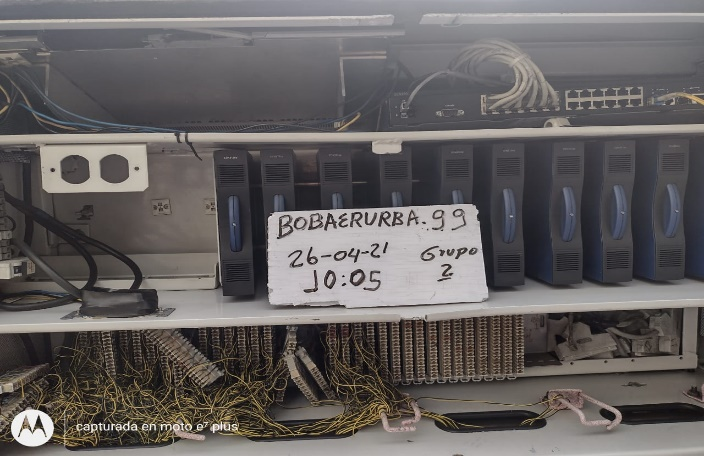 BOBAERURBA.99
26-04-21
10:05
Grupo
2
capturada en moto e⁷ plus